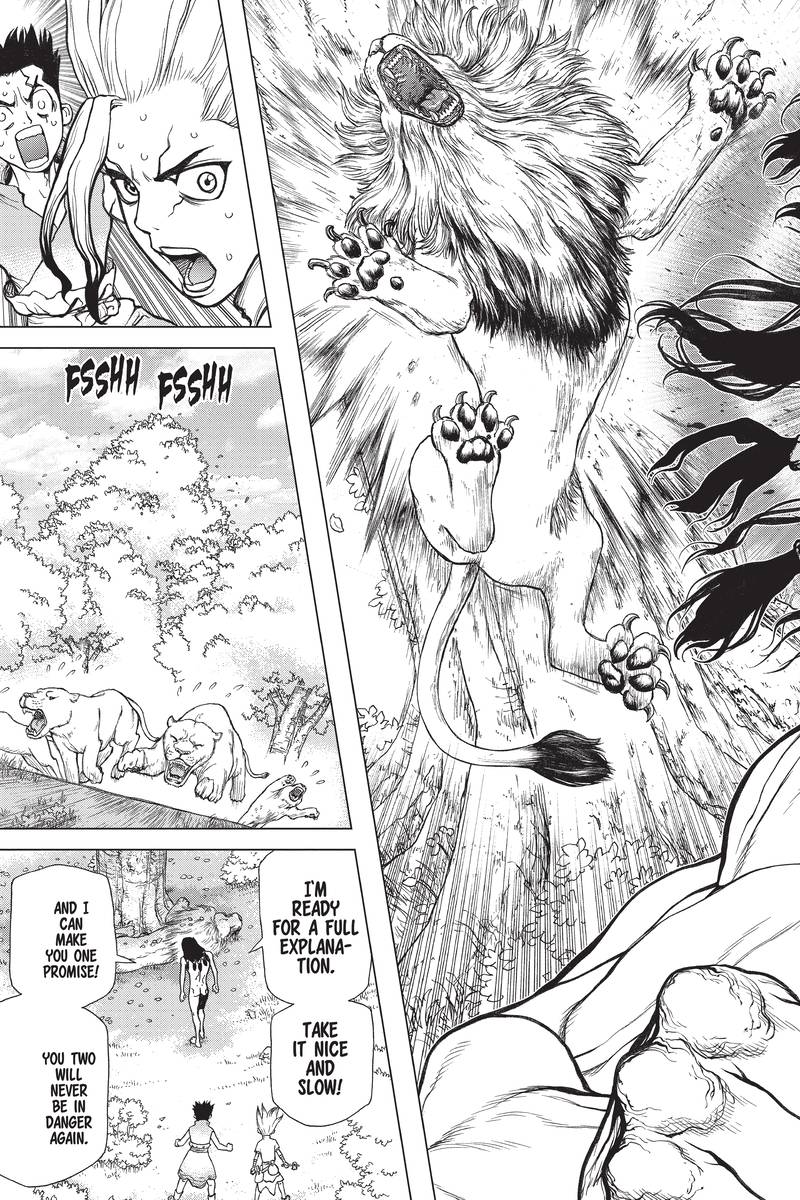 FSSHH FSSHH
I'M
READY
FOR A FULL
EXPLANA-
TION.
TAKE
IT NICE
AND
SLOW!
AND I
CAN
MAKE
YOU ONE
PROMISE!
YOU TWO
WILL
NEVER
BE IN
DANGER
AGAIN.